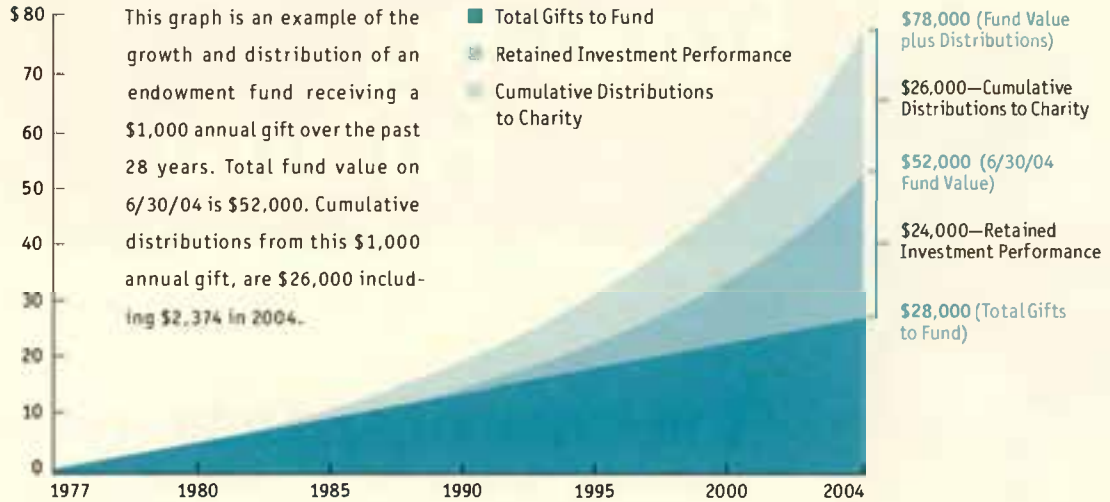 This graph is an example of the
growth and distribution of an
endowment fund receiving a
$1,000 annual gift over the past
28 years. Total fund value on
6/30/04 is $52,000. Cumulative
distributions from this $1,000
annual gift, are $26,000 includ-
ing $2,374 in 2004.
Total Gifts to Fund
Retained Investment Performance
Cumulative Distributions
to Charity
$80
70
60
50
40
30
20
10
0
1977 1980 1985 1990 1995 2000 2004
$78,000 (Fund Value
plus Distributions)
$26,000—Cumulative
Distributions to Charity
$52,000 (6/30/04
Fund Value)
$24,000—Retained
Investment Performance
$28,000 (Total Gifts
to Fund)